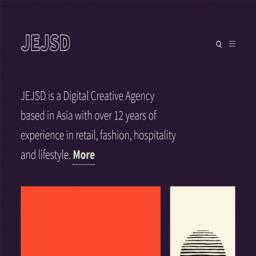 JEJSD
JEJSD is a Digital Creative Agency
based in Asia with over 12 years of
experience in retail, fashion, hospitality
and lifestyle. More